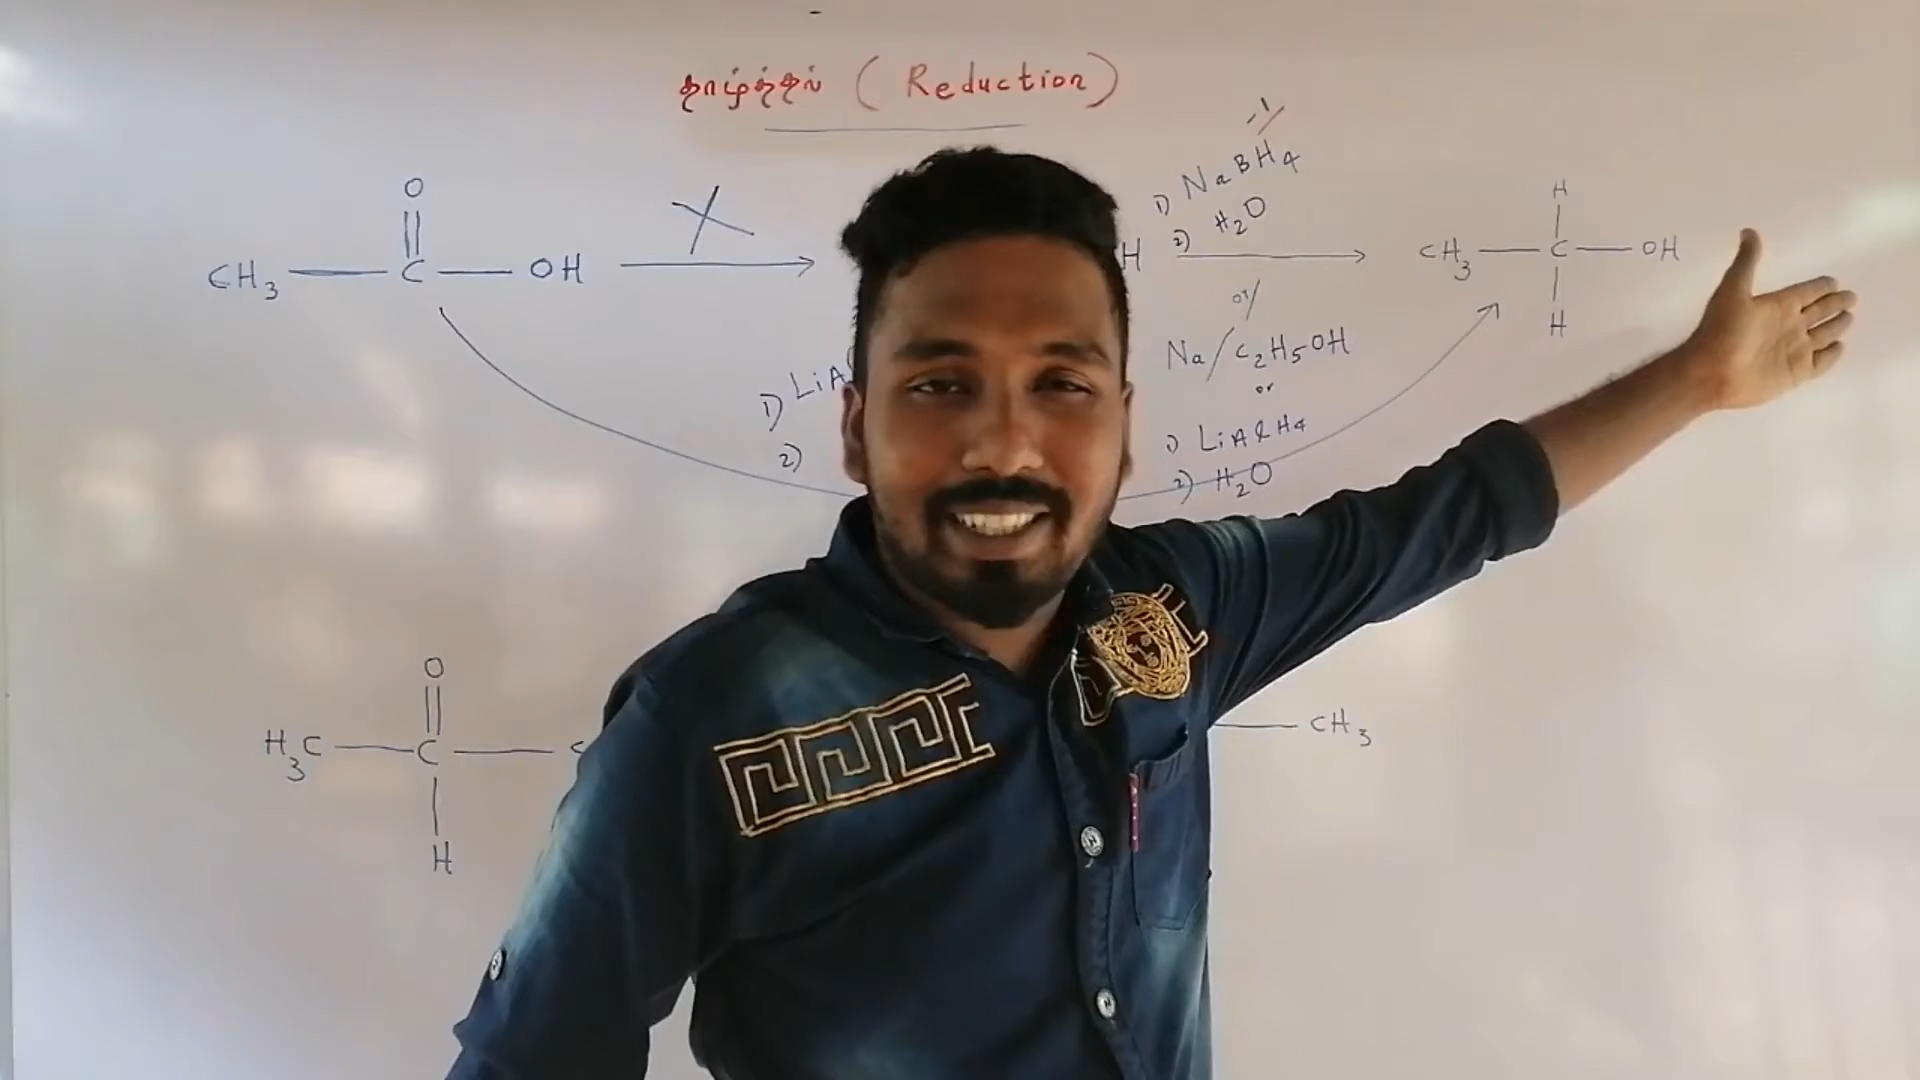 தாழ்த்தல் ( Reduction )
1) NaBH4
2) H2O
O
CH3 — C — OH
H
H
CH3 — C — OH
H
or
Na/C2H5OH
or
1) LiA
2)
1) LiAlH4
2) H2O
O
H3C — C — C
H
— CH3